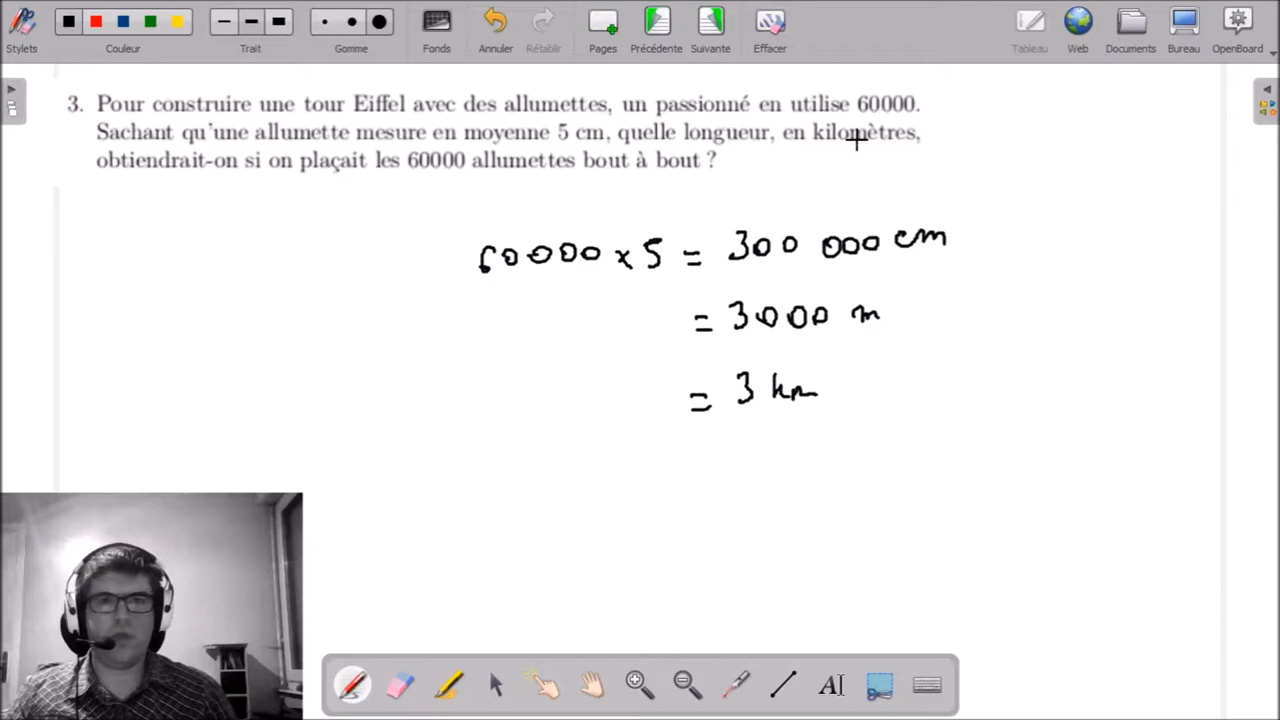 Stylets
Couleur
Trait
Gomme
Fonds
Annuler
Rétablir
Pages
Précédente
Suivante
Effacer
Tableau
Web
Documents
Bureau
OpenBoard
3. Pour construire une tour Eiffel avec des allumettes, un passionné en utilise 60000.
Sachant qu'une allumette mesure en moyenne 5 cm, quelle longueur, en kilomètres,
obtiendrait-on si on plaçait les 60000 allumettes bout à bout ?
60000 x 5 = 300 000 cm
= 3000 m
= 3 km
AI